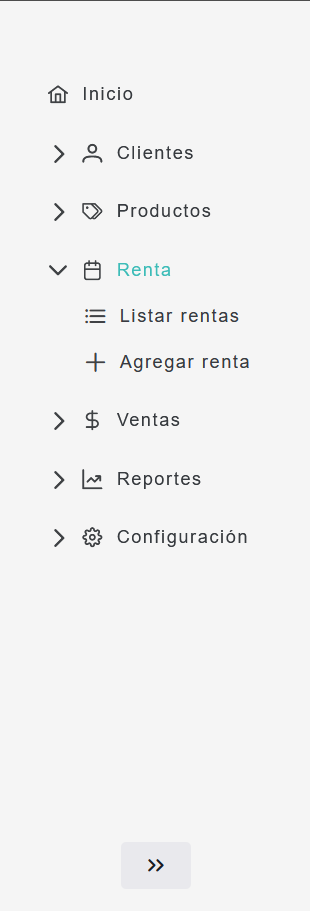 Inicio
Clientes
Productos
Renta
Listar rentas
Agregar renta
Ventas
Reportes
Configuración